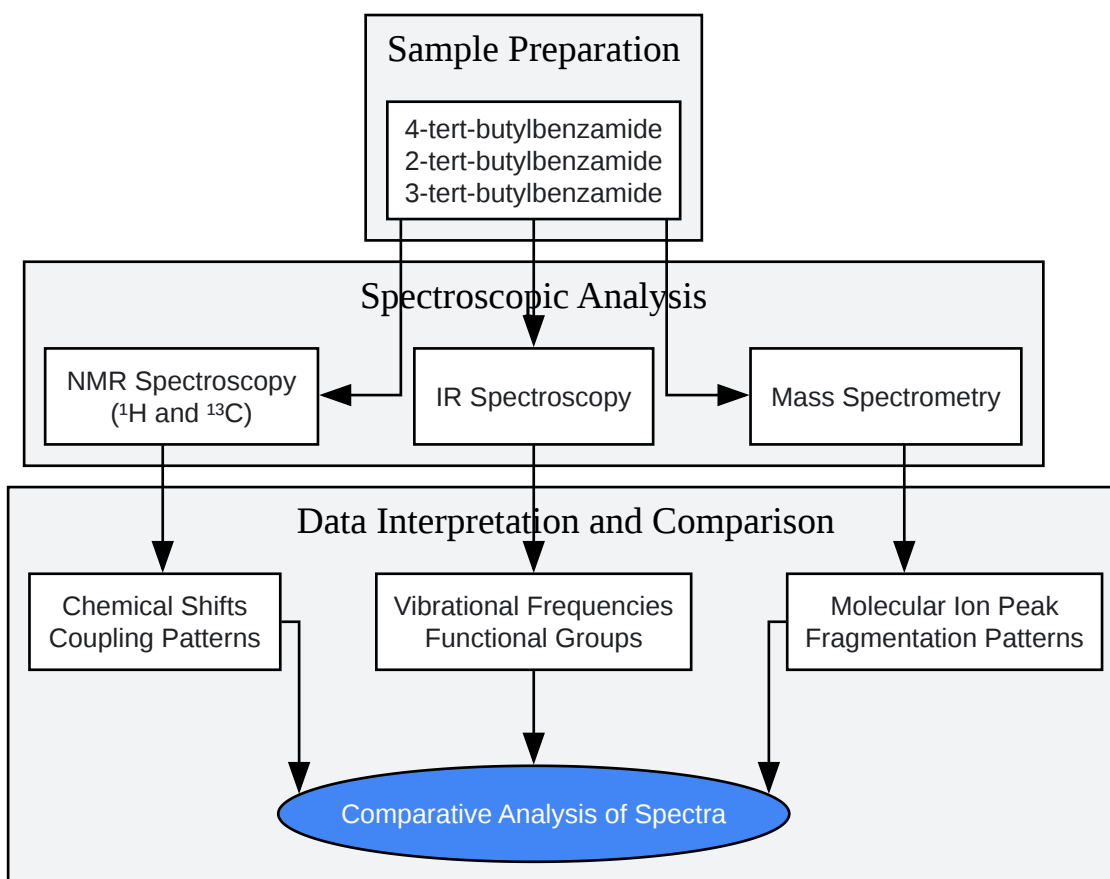 Sample Preparation
4-tert-butylbenzamide
2-tert-butylbenzamide
3-tert-butylbenzamide
Spectroscopic Analysis
NMR Spectroscopy
(¹H and ¹³C)
IR Spectroscopy
Mass Spectrometry
Data Interpretation and Comparison
Chemical Shifts
Coupling Patterns
Vibrational Frequencies
Functional Groups
Molecular Ion Peak
Fragmentation Patterns
Comparative Analysis of Spectra